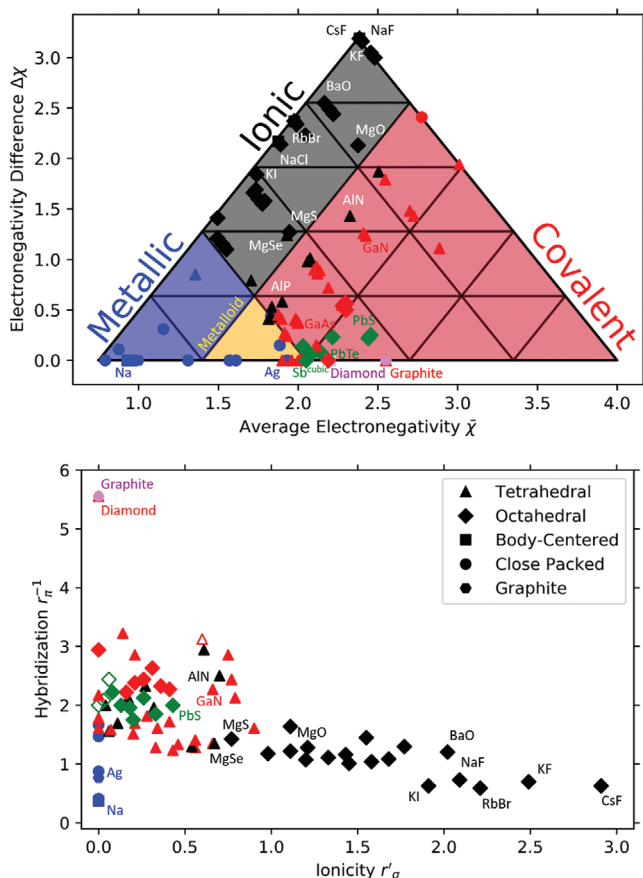 CsF NaF
KF
BaO
RbBr MgO
NaCl
KI
AlN
MgS
GaN
MgSe
AlP
GaAs PbS
PbTe
Na Ag Sb^cubic Diamond Graphite
Ionic
Metallic
Covalent
Metalloid
3.0
2.5
2.0
1.5
1.0
0.5
0.0
Electronegativity Difference Δχ
1.0 1.5 2.0 2.5 3.0 3.5 4.0
Average Electronegativity χ̄
6
5
4
3
2
1
0
Hybridization r_π^−1
Graphite
Diamond
Tetrahedral
Octahedral
Body-Centered
Close Packed
Graphite
AlN
GaN
PbS
MgS
MgO
BaO
MgSe
NaF
KF
KI
RbBr
CsF
Ag
Na
0.0 0.5 1.0 1.5 2.0 2.5 3.0
Ionicity r'_σ